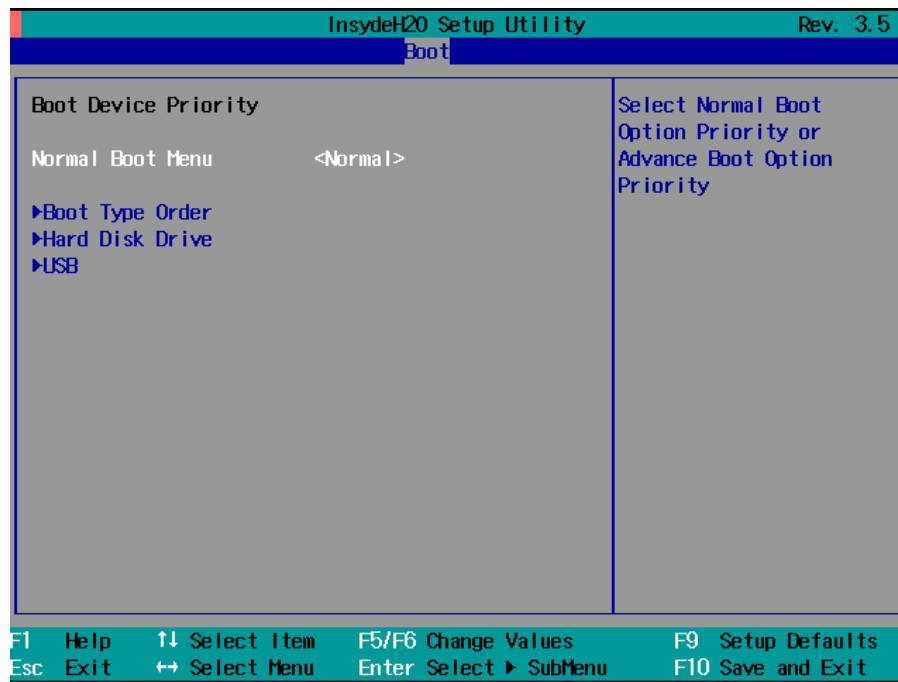 InsydeH20 Setup Utility Rev. 3.5
Boot
Boot Device Priority
Normal Boot Menu <Normal>
▶Boot Type Order
▶Hard Disk Drive
▶USB
Select Normal Boot
Option Priority or
Advance Boot Option
Priority
F1 Help ↑↓ Select Item F5/F6 Change Values F9 Setup Defaults
Esc Exit ↔ Select Menu Enter Select ▶ SubMenu F10 Save and Exit